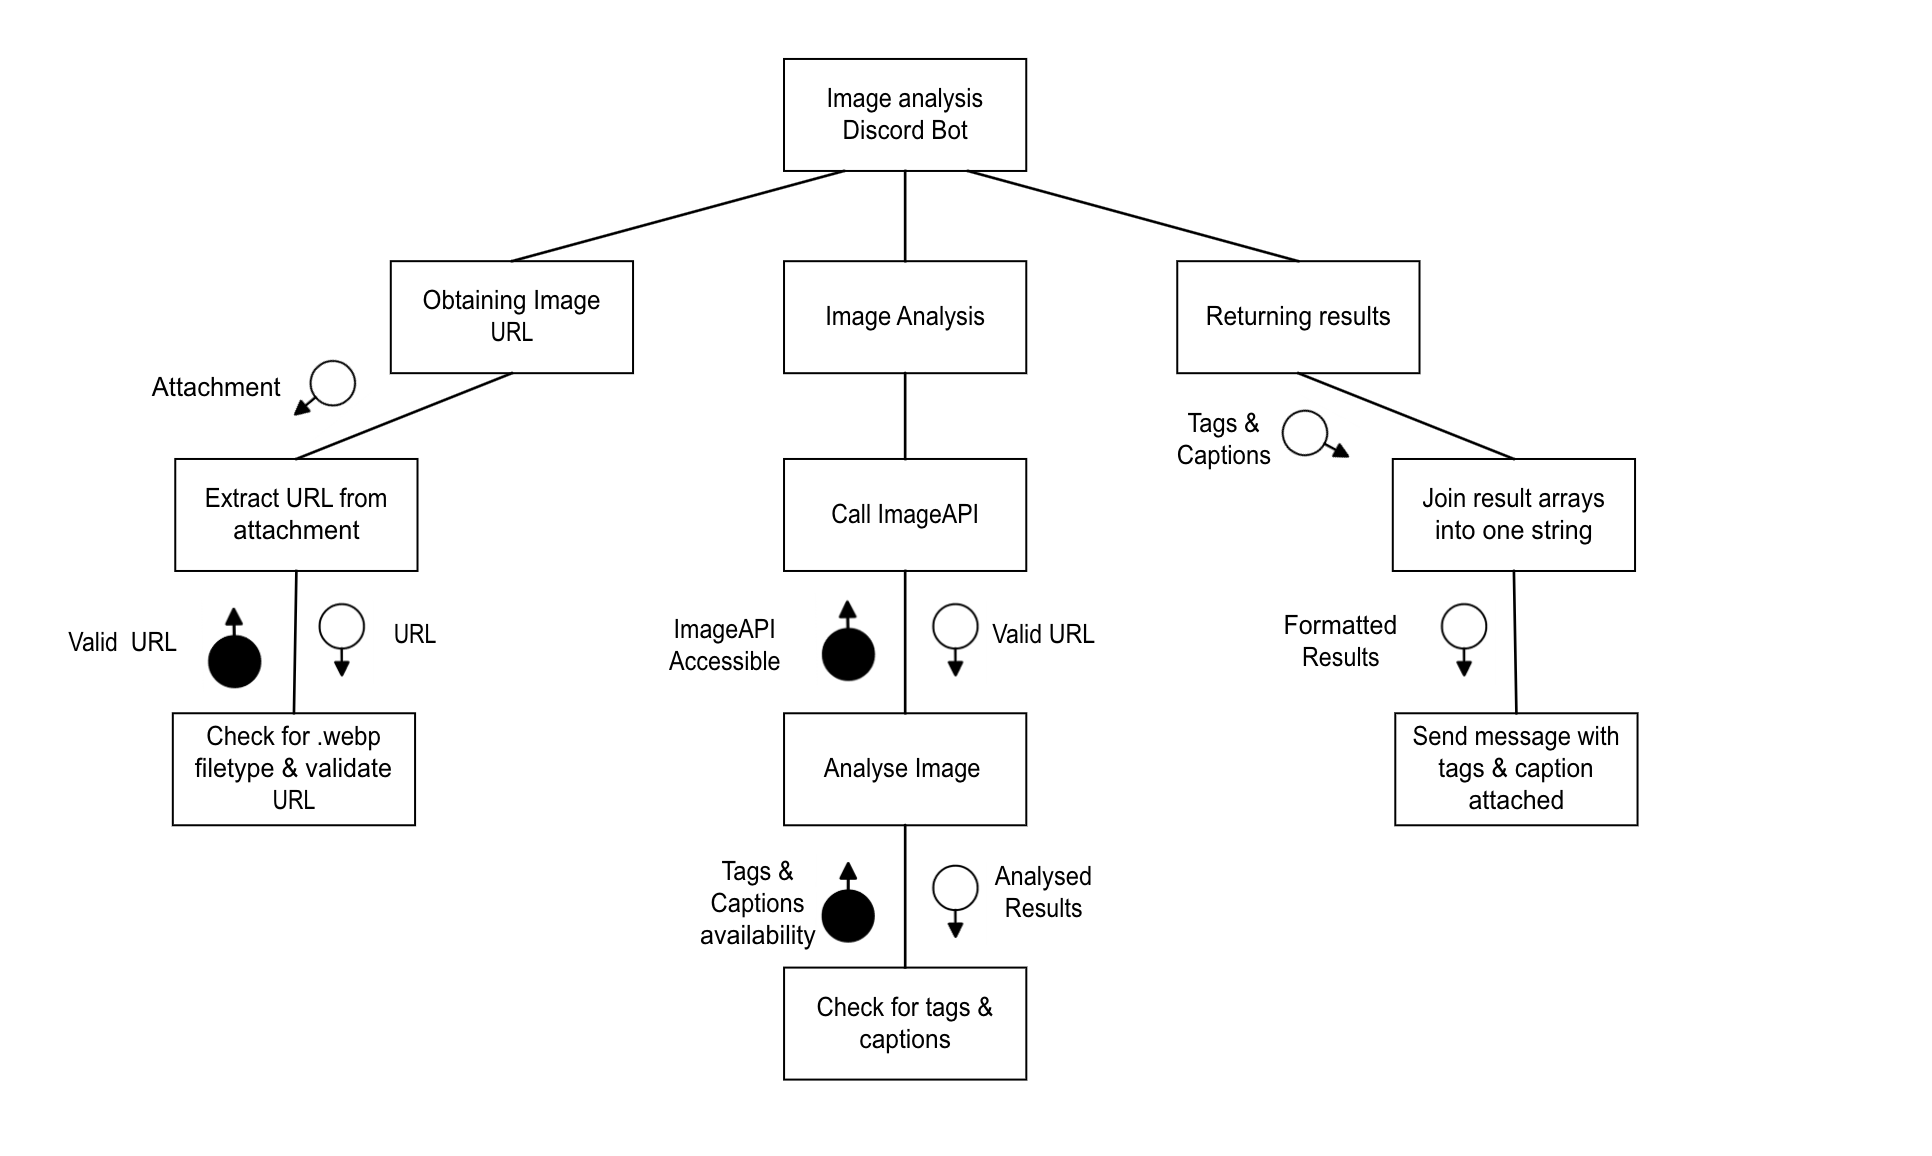 Image analysis
Discord Bot
Obtaining Image
URL
Image Analysis
Returning results
Attachment
Tags &
Captions
Extract URL from
attachment
Call ImageAPI
Join result arrays
into one string
Valid  URL
URL
ImageAPI
Accessible
Valid URL
Formatted
Results
Check for .webp
filetype & validate
URL
Analyse Image
Send message with
tags & caption
attached
Tags &
Captions
availability
Analysed
Results
Check for tags &
captions